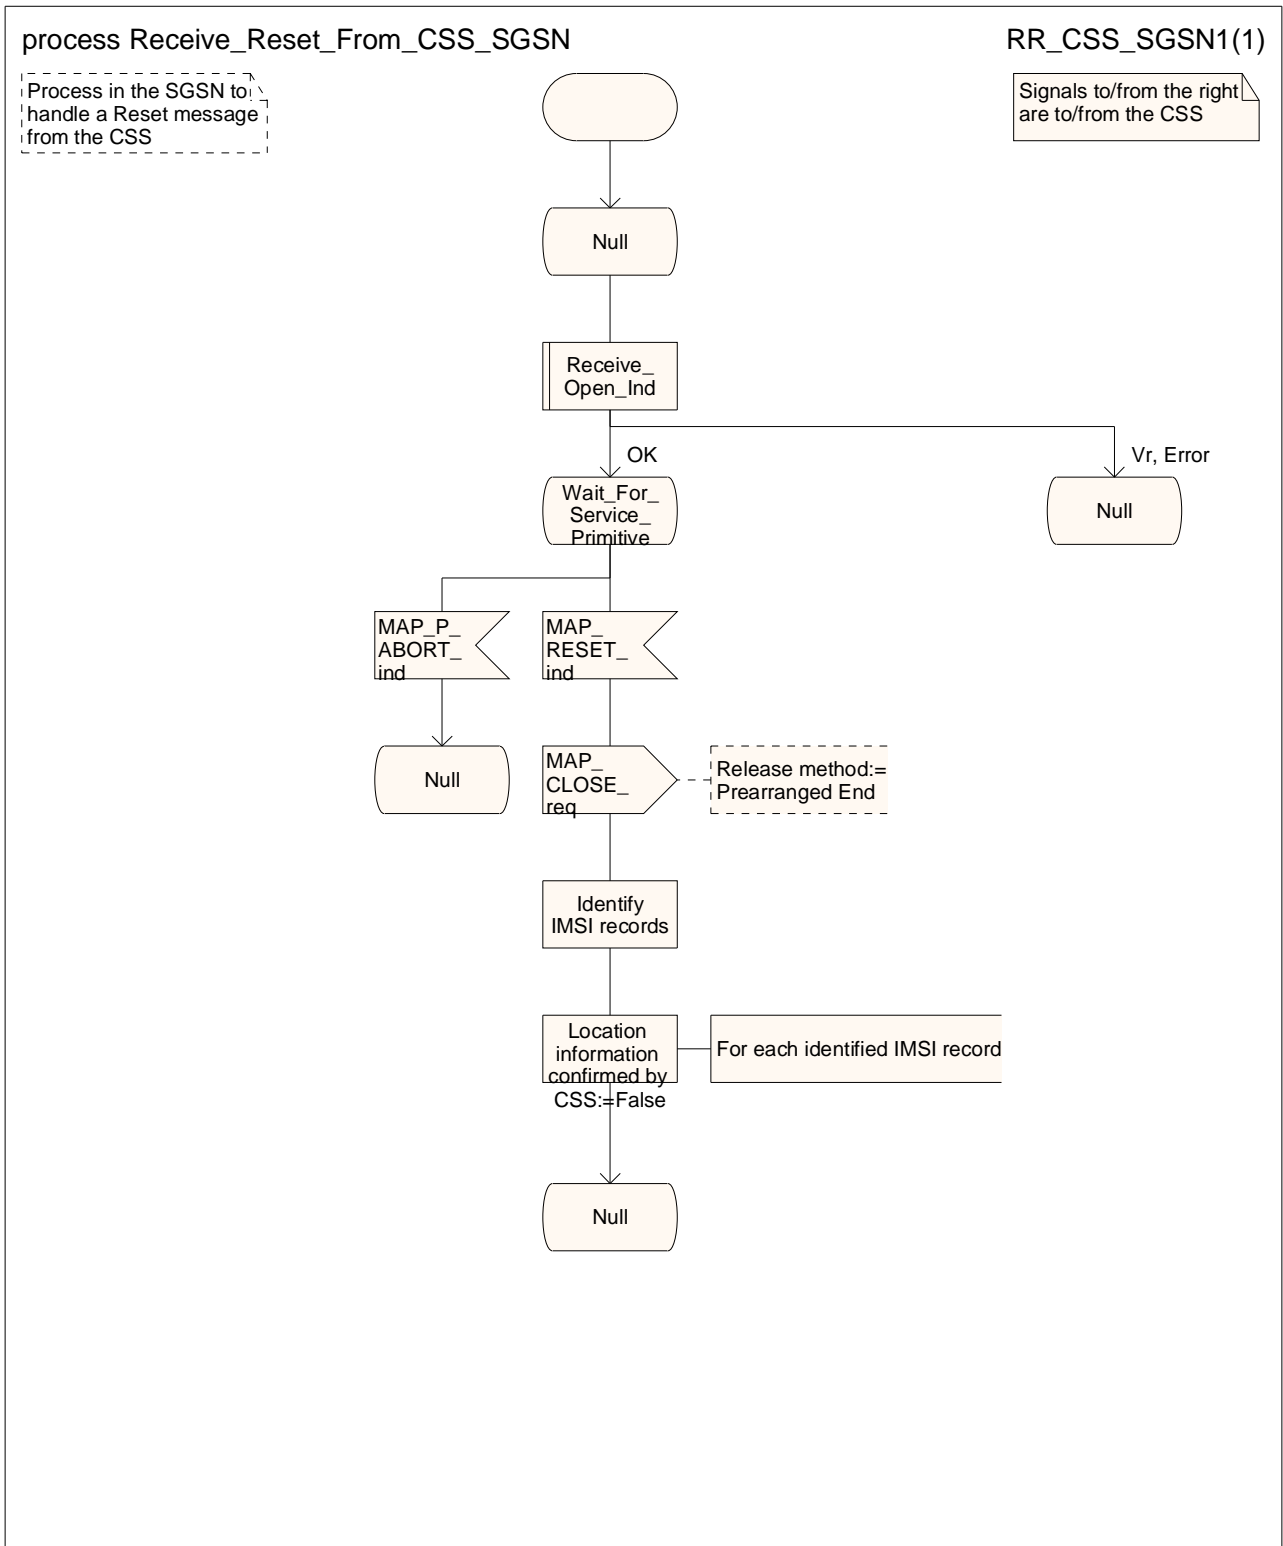 process Receive_Reset_From_CSS_SGSN
RR_CSS_SGSN1(1)
Process in the SGSN to
handle a Reset message
from the CSS
Signals to/from the right
are to/from the CSS
Null
Receive_
Open_Ind
OK
Vr, Error
Wait_For_
Service_
Primitive
Null
MAP_P_
ABORT_
ind
MAP_
RESET_
ind
Null
MAP_
CLOSE_
req
Release method:=
Prearranged End
Identify
IMSI records
Location
information
confirmed by
CSS:=False
For each identified IMSI record
Null